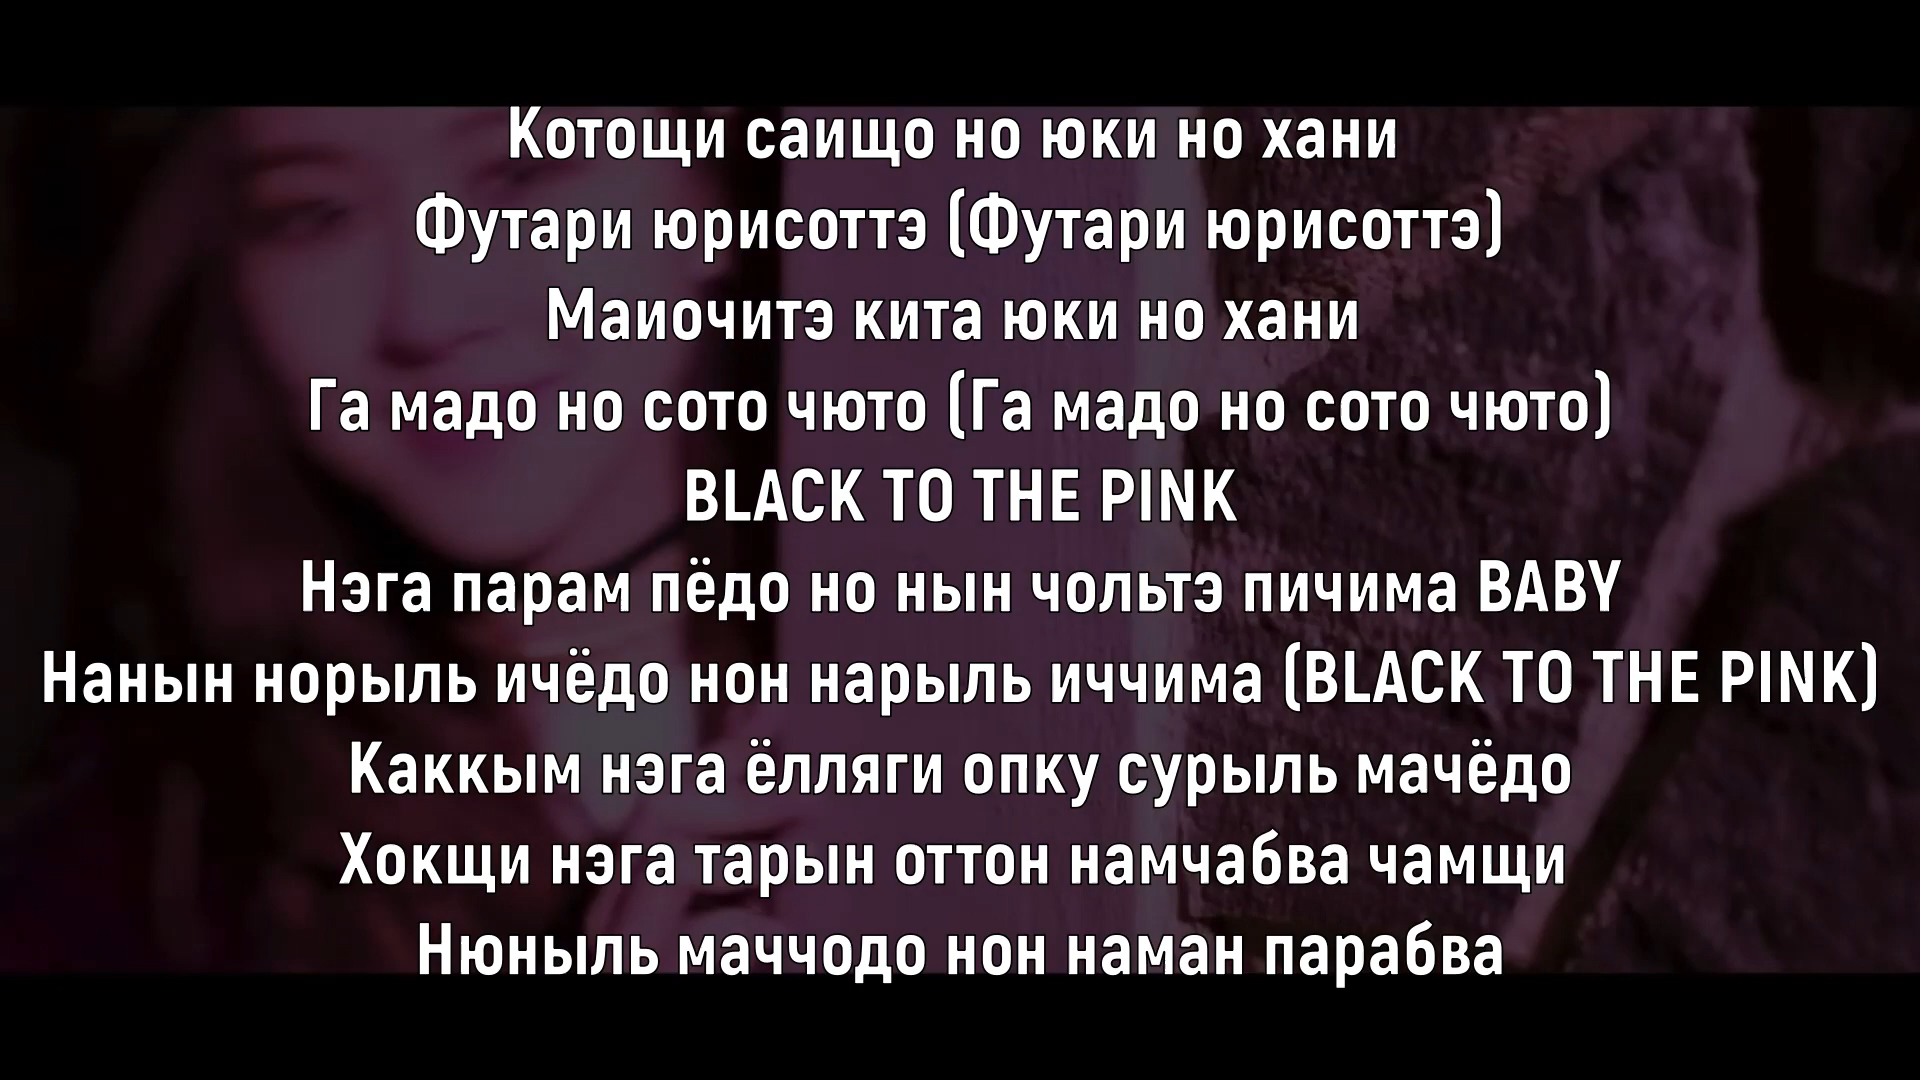 Котощи саищо но юки но хани
Футари юрисоттэ (Футари юрисоттэ)
Маиочитэ кита юки но хани
Га мадо но сото чюто (Га мадо но сото чюто)
BLACK TO THE PINK
Нэга парам пёдо но нын чольтэ пичима BABY
Нанын норыль ичёдо нон нарыль иччима (BLACK TO THE PINK)
Каккым нэга ёлляги опку сурыль мачёдо
Хокщи нэга тарын оттон намчабва чамщи
Нюныль маччодо нон наман парабва